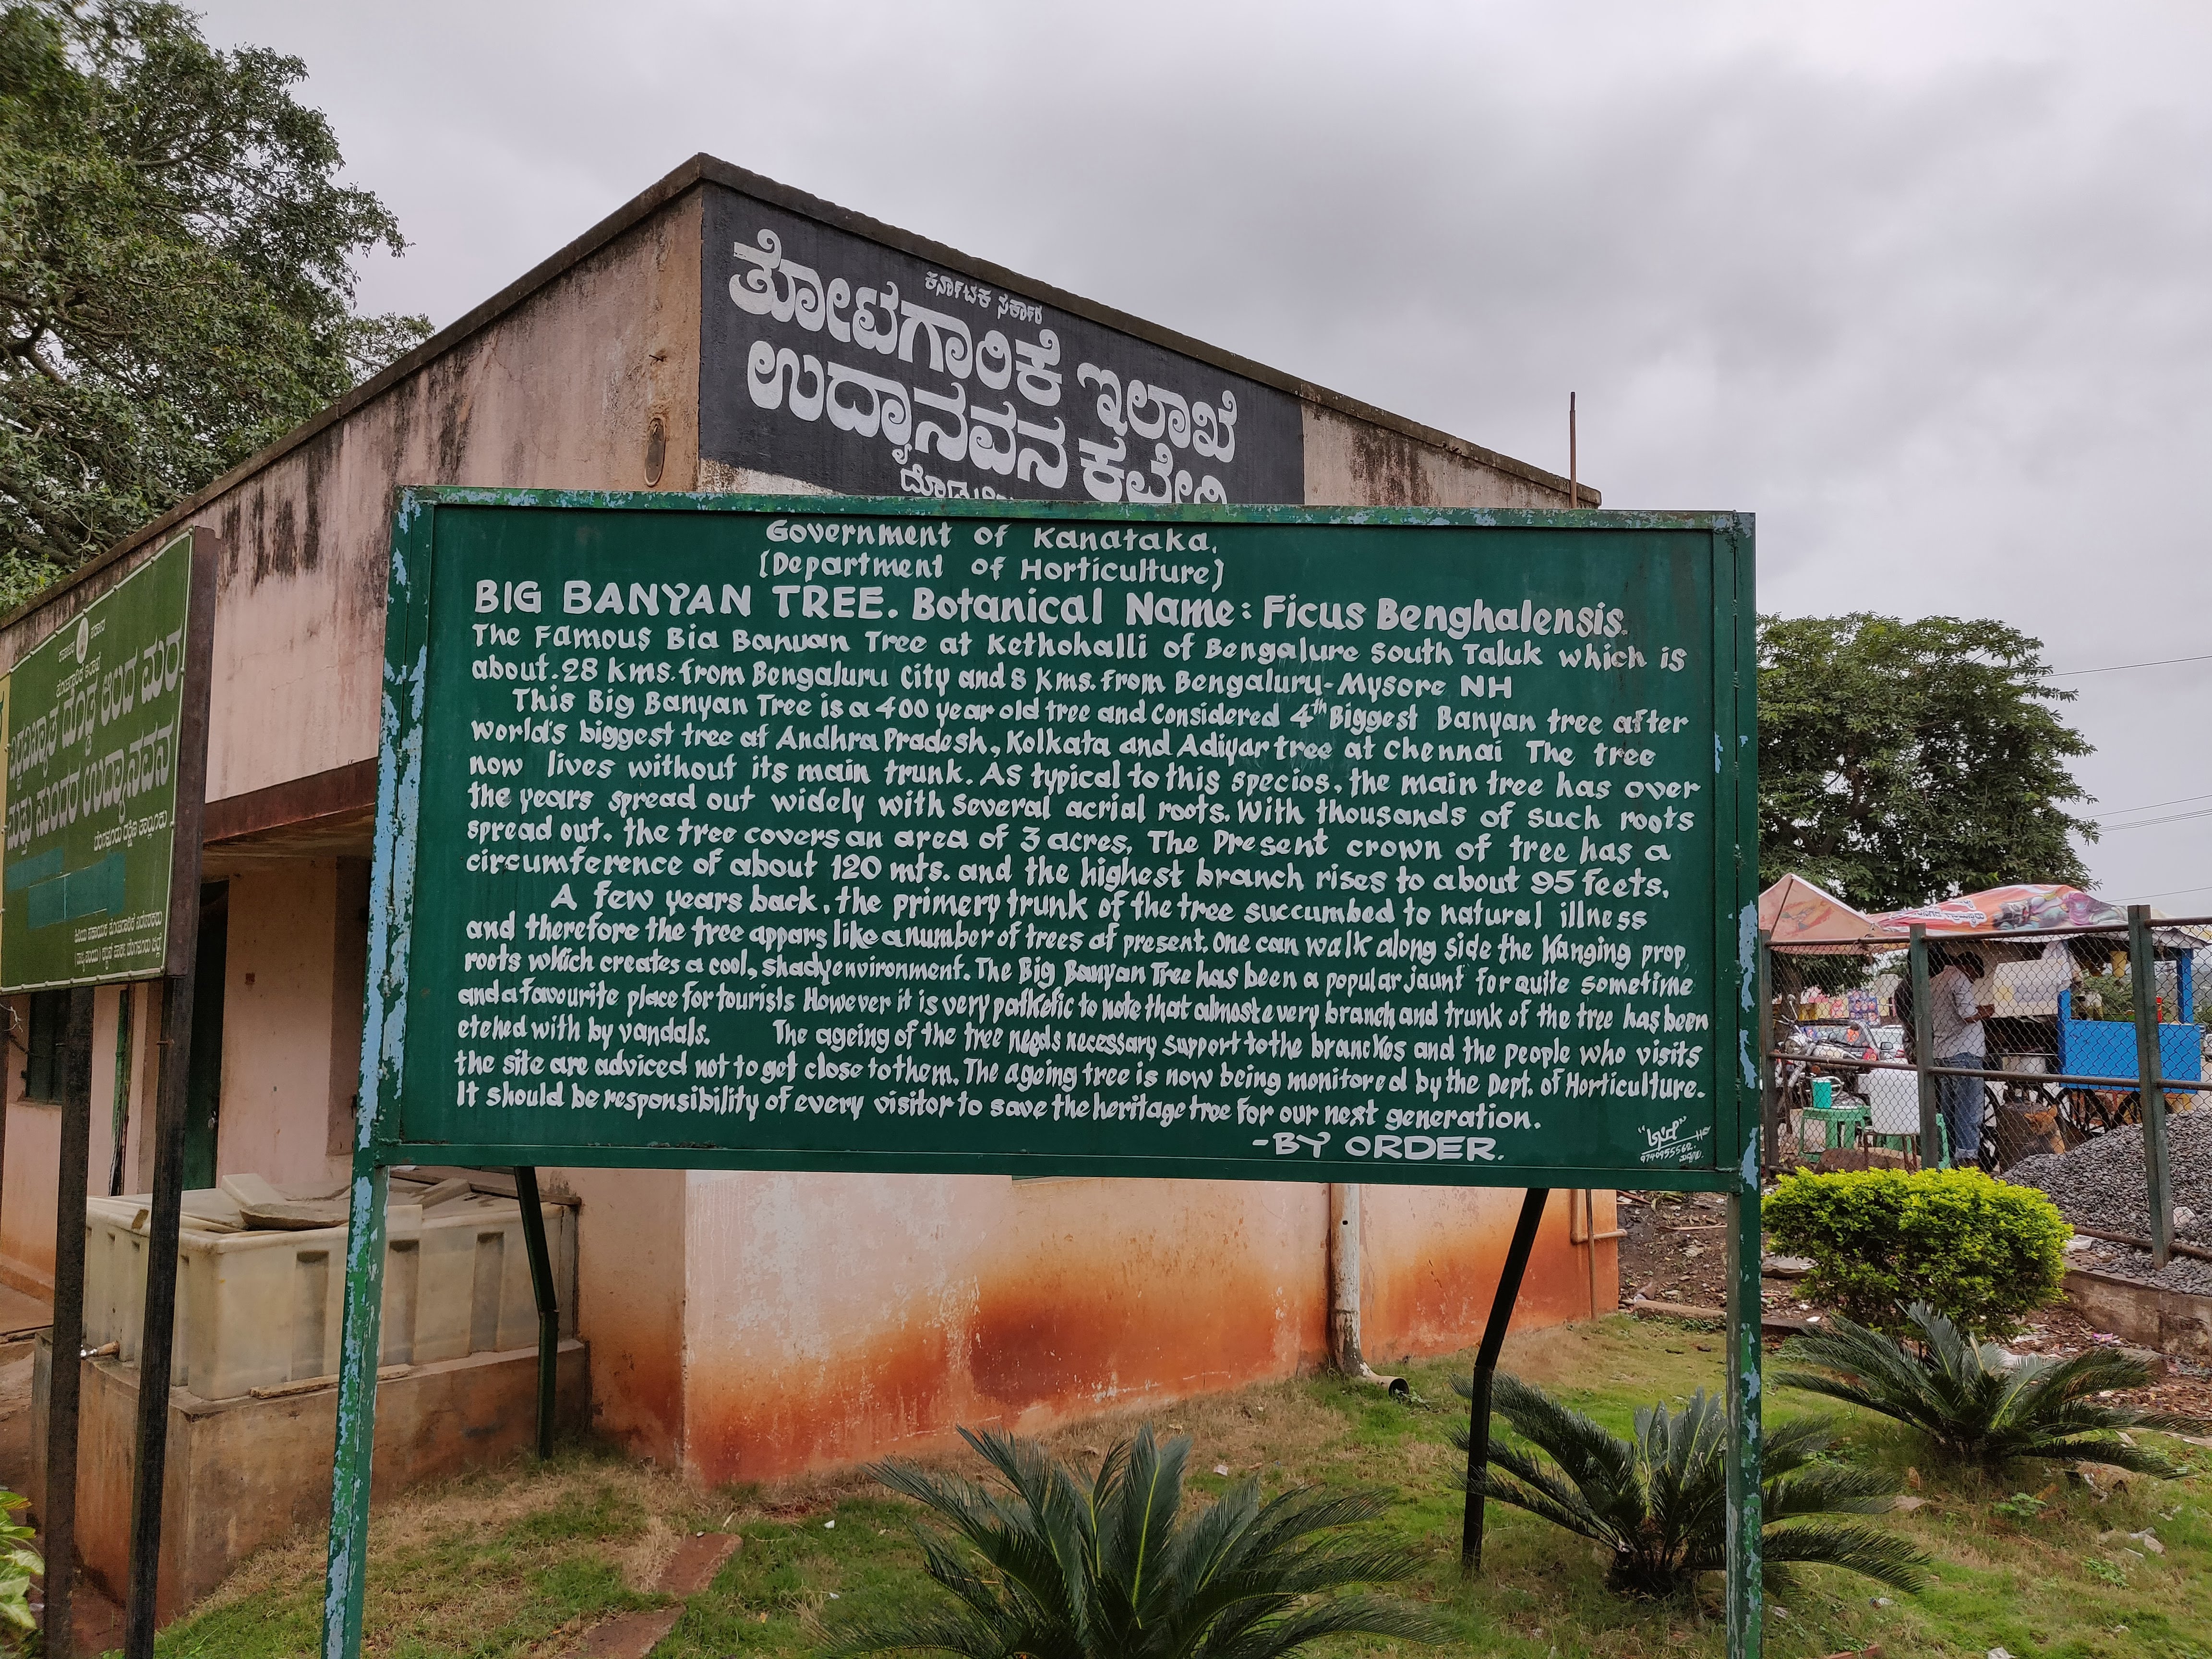 ಕರ್ನಾಟಕ ಸರ್ಕಾರ
ತೋಟಗಾರಿಕೆ ಇಲಾಖೆ
ಉದ್ಯಾನವನ ಕಛೇರಿ
Government of Kanataka.
(Department of Horticulture)
BIG BANYAN TREE. Botanical Name: Ficus Benghalensis.
The Famous Bia Banuan Tree at Kethohalli of Bengalure South Taluk which is
about. 28 kms. from Bengaluru City and 8 Kms. from Bengaluru-Mysore NH
This Big Banyan Tree is a 400 year old tree and considered 4th Biggest Banyan tree after
world's biggest tree af Andhra Pradesh, Kolkata and Adiyar tree at chennai The tree
now lives without its main trunk. As typical to this specios, the main tree has over
the years spread out widely with several acrial roots. With thousands of such roots
spread out. the tree covers an area of 3 acres, The Present crown of tree has a
circumference of about 120 mts. and the highest branch rises to about 95 feets.
A few years back, the primery trunk of fhe tree succumbed to natural illness
and therefore the tree appars like a number of trees af present. one can walk along side the Hanging prop
roots which creates a cool, shady environment. The Big Banyan Tree has been a popular jaunt for quite sometime
and a favourite place for tourists However it is very pathetic to note that almost every branch and trunk of the tree has been
etched with by vandals. The ageing of the tree needs necessary support to the branches and the people who visits
the site are adviced not to get close to them. The ageing tree is now being monitored by the Dept. of Horticulture.
It should be responsibility of every visitor to save the heritage tree for our next generation.
-BY ORDER.
ದೊಡ್ಡ ಆಲದ ಮರ
ಮತ್ತು ಸುಂದರ ಉದ್ಯಾನವನ